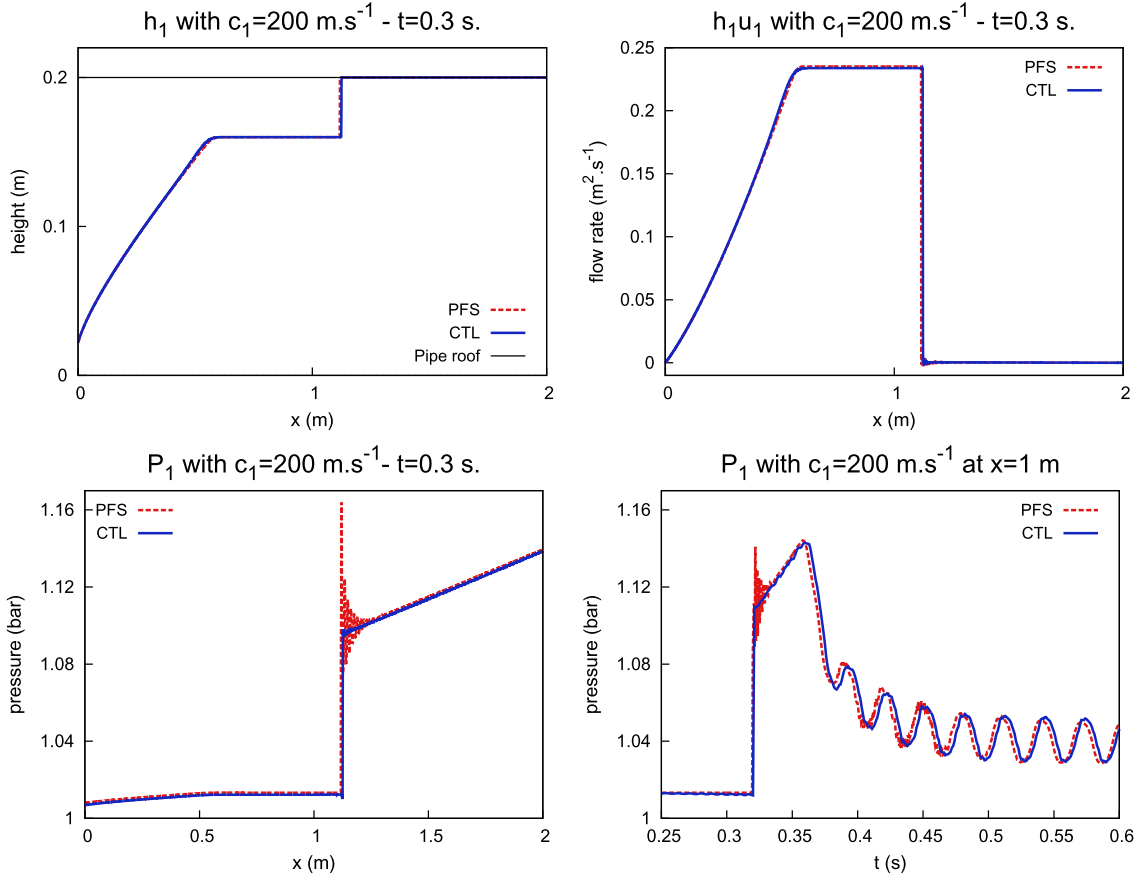 h₁ with c₁=200 m.s⁻¹ - t=0.3 s.
0.2
0.1
0
height (m)
PFS
CTL
Pipe roof
0 1 2
x (m)
h₁u₁ with c₁=200 m.s⁻¹ - t=0.3 s.
0.25
0.2
0.15
0.1
0.05
0
flow rate (m².s⁻¹)
PFS
CTL
0 1 2
x (m)
P₁ with c₁=200 m.s⁻¹- t=0.3 s.
1.16
1.12
1.08
1.04
1
pressure (bar)
PFS
CTL
0 0.5 1 1.5 2
x (m)
P₁ with c₁=200 m.s⁻¹ at x=1 m
1.16
1.12
1.08
1.04
1
pressure (bar)
PFS
CTL
0.25 0.3 0.35 0.4 0.45 0.5 0.55 0.6
t (s)